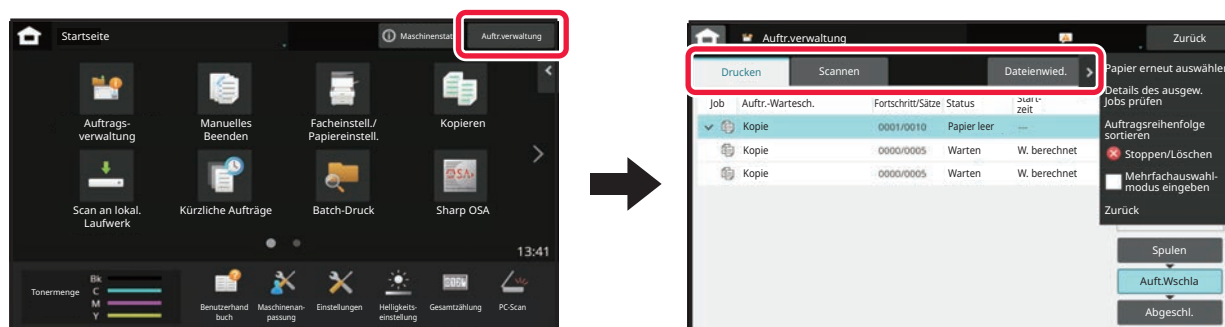 Startseite
Maschinenstat
Auftr.verwaltung
Auftrags-
verwaltung
Manuelles
Beenden
Facheinstell./
Papiereinstell.
Kopieren
Scan an lokal.
Laufwerk
Kürzliche Aufträge
Batch-Druck
Sharp OSA
13:41
Tonermenge
Bk
C
M
Y
Benutzerhand
buch
Maschinenan-
passung
Einstellungen
Helligkeits-
einstellung
Gesamtzählung
PC-Scan
Auftr.verwaltung
Zurück
Drucken
Scannen
Dateienwied.
Job
Auftr.-Wartesch.
Fortschritt/Sätze
Status
Start-
zeit
Kopie 0001/0010 Papier leer ---
Kopie 0000/0005 Warten W. berechnet
Kopie 0000/0005 Warten W. berechnet
Papier erneut auswählen
Details des ausgew.
Jobs prüfen
Auftragsreihenfolge
sortieren
Stoppen/Löschen
Mehrfachauswahl-
modus eingeben
Zurück
Spulen
Auft.Wschla
Abgeschl.